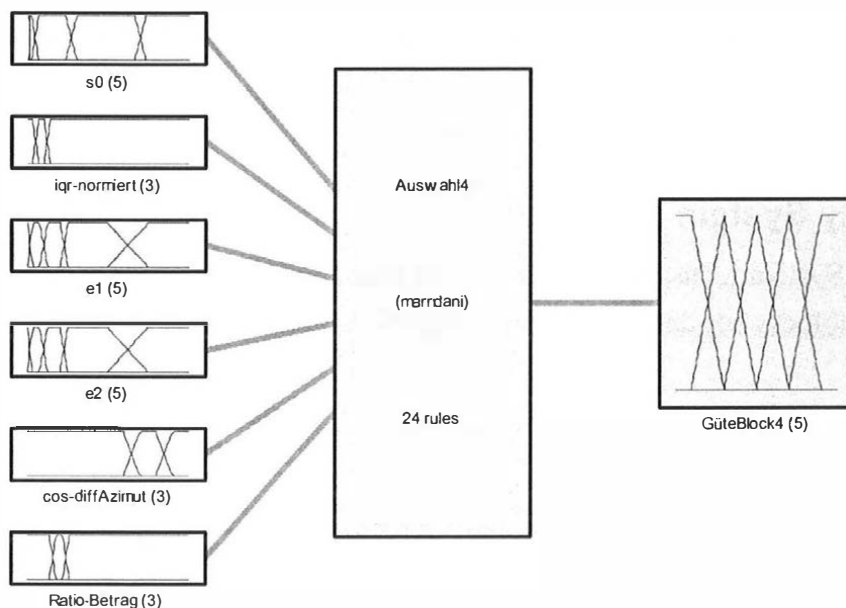 s0 (5)
iqr-normiert (3)
e1 (5)
e2 (5)
cos-diffAzimut (3)
Ratio-Betrag (3)
Auswahl4
(mamdani)
24 rules
GüteBlock4 (5)